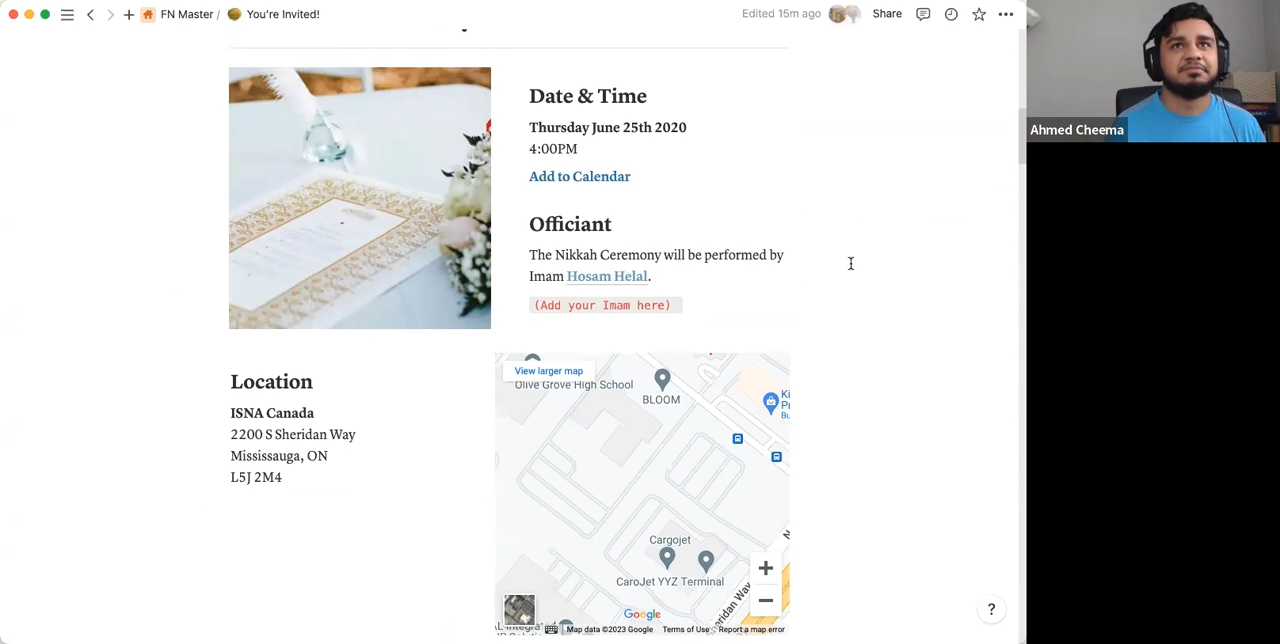 FN Master / You're Invited!
Edited 15m ago
Share
Ahmed Cheema
Date & Time
Thursday June 25th 2020
4:00PM
Add to Calendar
Officiant
The Nikkah Ceremony will be performed by
Imam Hosam Helal.
(Add your Imam here)
Location
ISNA Canada
2200 S Sheridan Way
Mississauga, ON
L5J 2M4
View larger map
Olive Grove High School
BLOOM
Cargojet
CaroJet YYZ Terminal
eridan Way
Google
Map data ©2023 Google
Terms of Use
Report a map error
?